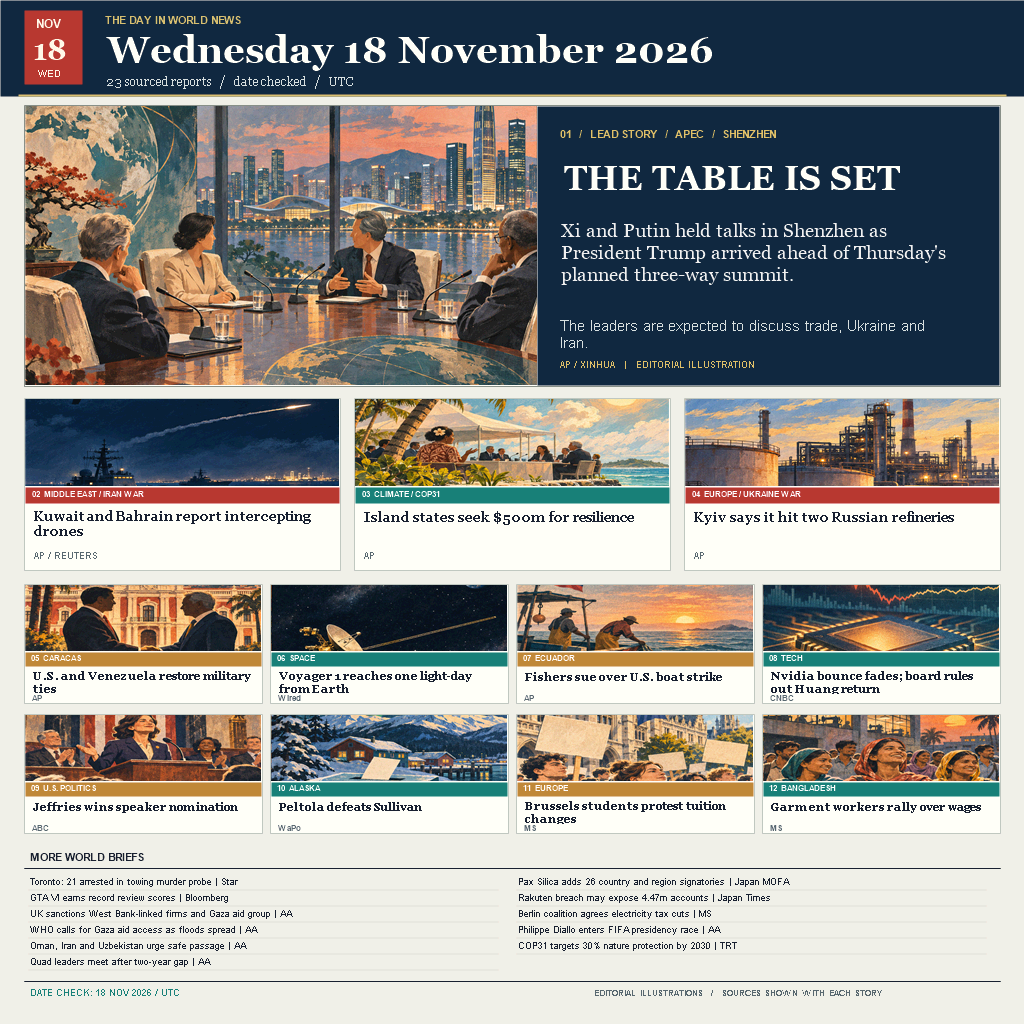 NOV
18
WED
THE DAY IN WORLD NEWS
Wednesday 18 November 2026
23 sourced reports / date checked / UTC
01 / LEAD STORY / APEC / SHENZHEN
THE TABLE IS SET
Xi and Putin held talks in Shenzhen as
President Trump arrived ahead of Thursday's
planned three-way summit.
The leaders are expected to discuss trade, Ukraine and
Iran.
AP / XINHUA | EDITORIAL ILLUSTRATION
02 MIDDLE EAST / IRAN WAR
Kuwait and Bahrain report intercepting
drones
AP / REUTERS
03 CLIMATE / COP31
Island states seek $500m for resilience
AP
04 EUROPE / UKRAINE WAR
Kyiv says it hit two Russian refineries
AP
05 CARACAS
U.S. and Venezuela restore military
ties
AP
06 SPACE
Voyager 1 reaches one light-day
from Earth
Wired
07 ECUADOR
Fishers sue over U.S. boat strike
AP
08 TECH
Nvidia bounce fades; board rules
out Huang return
CNBC
09 U.S. POLITICS
Jeffries wins speaker nomination
ABC
10 ALASKA
Peltola defeats Sullivan
WaPo
11 EUROPE
Brussels students protest tuition
changes
MS
12 BANGLADESH
Garment workers rally over wages
MS
MORE WORLD BRIEFS
Toronto: 21 arrested in towing murder probe | Star
GTA VI earns record review scores | Bloomberg
UK sanctions West Bank-linked firms and Gaza aid group | AA
WHO calls for Gaza aid access as floods spread | AA
Oman, Iran and Uzbekistan urge safe passage | AA
Quad leaders meet after two-year gap | AA
Pax Silica adds 26 country and region signatories | Japan MOFA
Rakuten breach may expose 4.47m accounts | Japan Times
Berlin coalition agrees electricity tax cuts | MS
Philippe Diallo enters FIFA presidency race | AA
COP31 targets 30% nature protection by 2030 | TRT
DATE CHECK: 18 NOV 2026 / UTC
EDITORIAL ILLUSTRATIONS / SOURCES SHOWN WITH EACH STORY